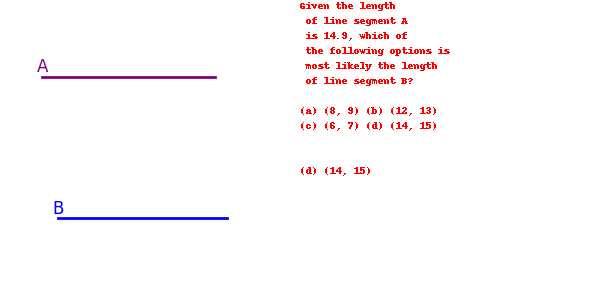 Given the length
of line segment A
is 14.9, which of
the following options is
most likely the length
of line segment B?
(a) (8, 9) (b) (12, 13)
(c) (6, 7) (d) (14, 15)
(d) (14, 15)
A
B